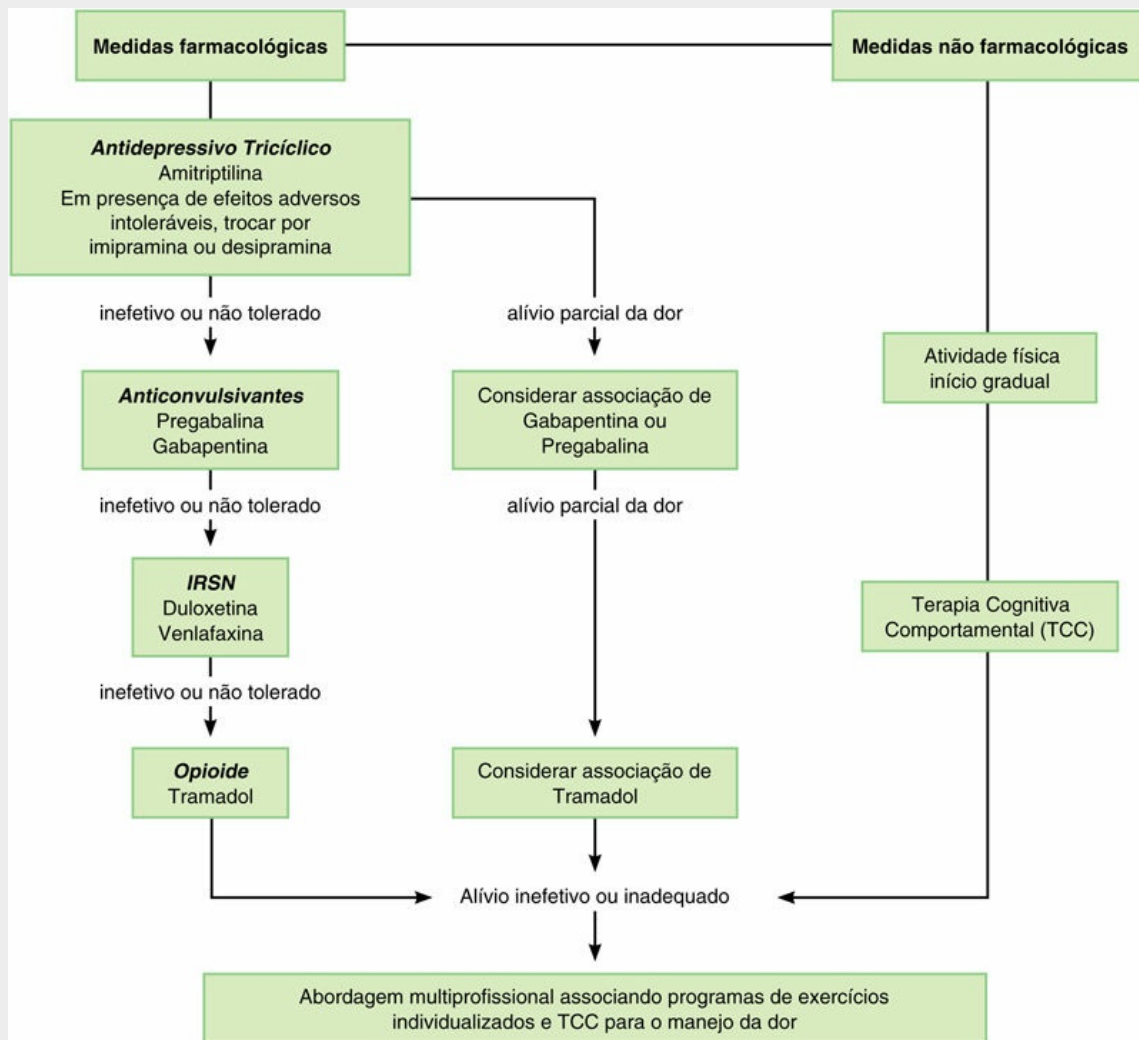 Medidas farmacológicas
Medidas não farmacológicas
Antidepressivo Tricíclico
Amitriptilina
Em presença de efeitos adversos
intoleráveis, trocar por
imipramina ou desipramina
inefetivo ou não tolerado
alívio parcial da dor
Atividade física
início gradual
Anticonvulsivantes
Pregabalina
Gabapentina
Considerar associação de
Gabapentina ou
Pregabalina
inefetivo ou não tolerado
alívio parcial da dor
IRSN
Duloxetina
Venlafaxina
Terapia Cognitiva
Comportamental (TCC)
inefetivo ou não tolerado
Opioide
Tramadol
Considerar associação de
Tramadol
Alívio inefetivo ou inadequado
Abordagem multiprofissional associando programas de exercícios
individualizados e TCC para o manejo da dor